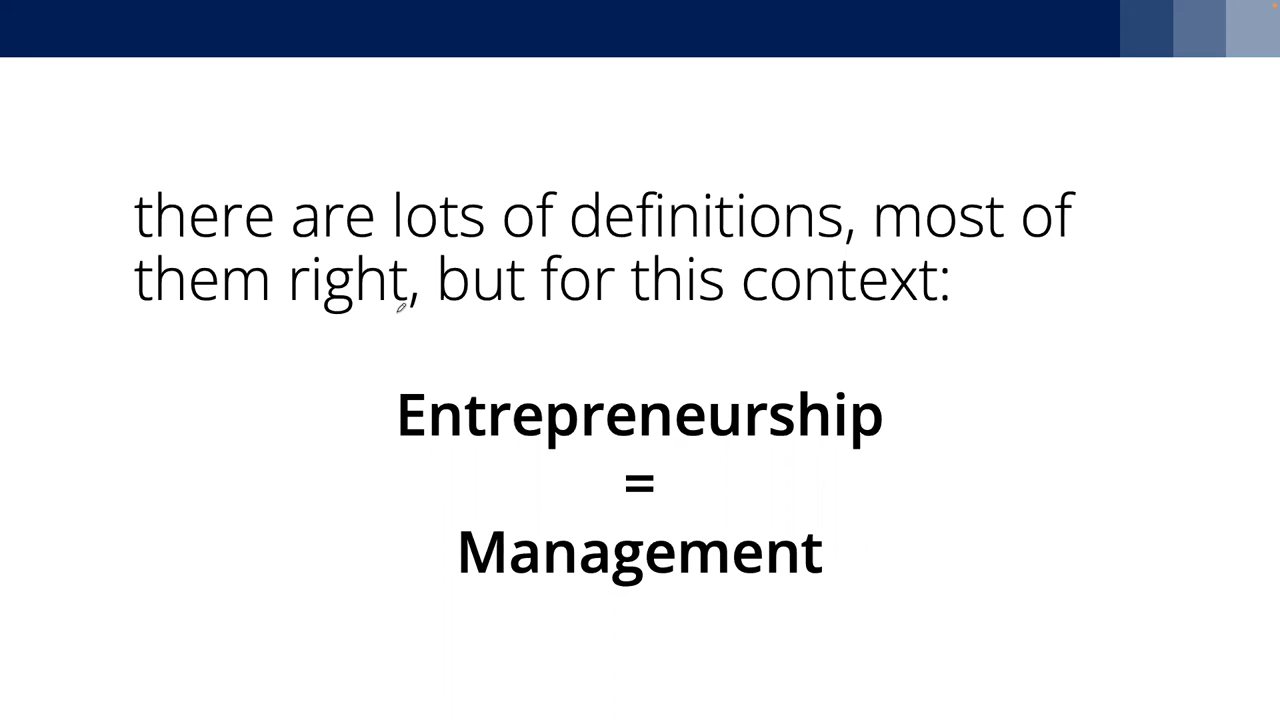 there are lots of definitions, most of
them right, but for this context:
Entrepreneurship
=
Management